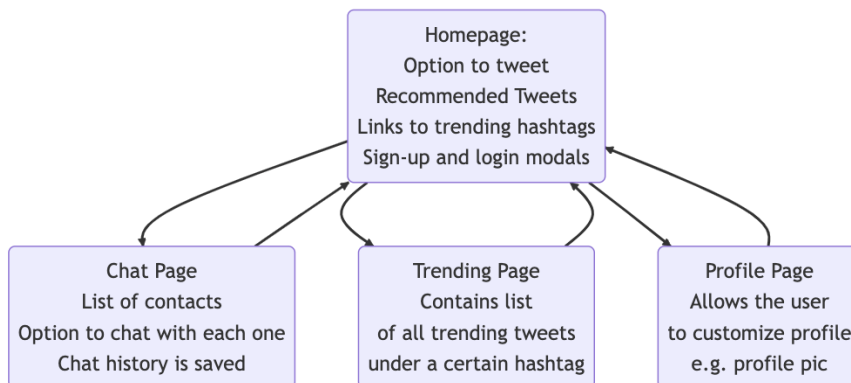 Homepage:
Option to tweet
Recommended Tweets
Links to trending hashtags
Sign-up and login modals
Chat Page
List of contacts
Option to chat with each one
Chat history is saved
Trending Page
Contains list
of all trending tweets
under a certain hashtag
Profile Page
Allows the user
to customize profile
e.g. profile pic